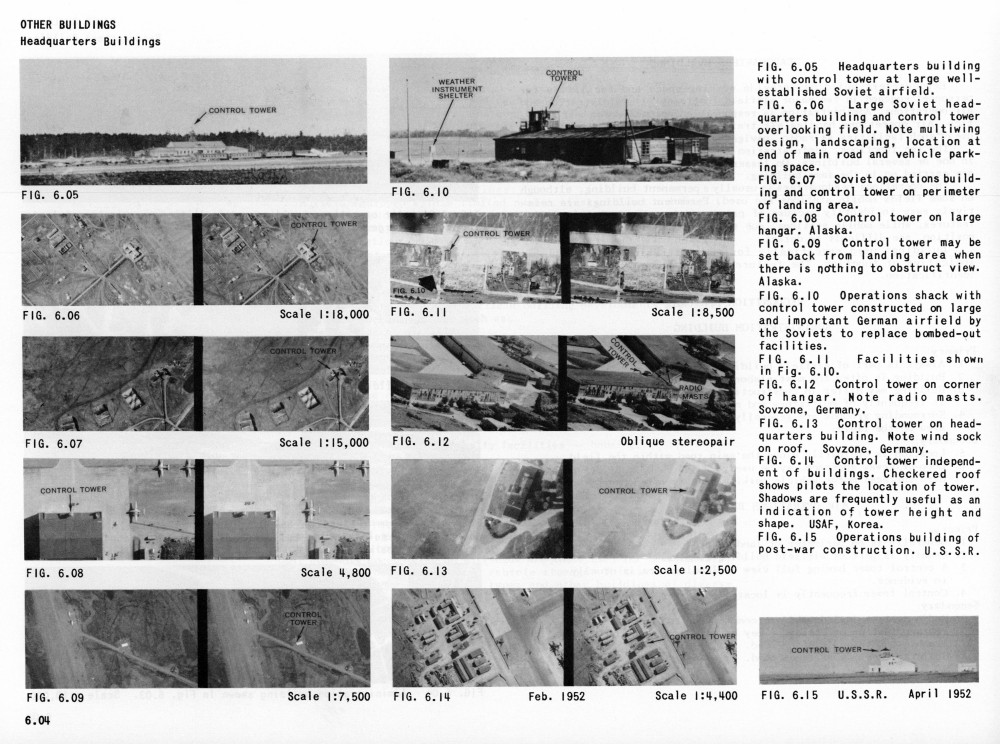 OTHER BUILDINGS
Headquarters Buildings
CONTROL TOWER
FIG. 6.05
WEATHER
INSTRUMENT
SHELTER
CONTROL
TOWER
FIG. 6.10
CONTROL TOWER
FIG. 6.06 Scale 1:18,000
CONTROL TOWER
FIG. 6.10
FIG. 6.11 Scale 1:8,500
CONTROL TOWER
FIG. 6.07 Scale 1:15,000
CONTROL
TOWER
RADIO
MASTS
FIG. 6.12 Oblique stereopair
CONTROL TOWER
FIG. 6.08 Scale 4,800
CONTROL TOWER
FIG. 6.13 Scale 1:2,500
CONTROL
TOWER
FIG. 6.09 Scale 1:7,500
CONTROL TOWER
FIG. 6.14 Feb. 1952 Scale 1:4,400
FIG. 6.05 Headquarters building
with control tower at large well-
established Soviet airfield.
FIG. 6.06 Large Soviet head-
quarters building and control tower
overlooking field. Note multiwing
design, landscaping, location at
end of main road and vehicle park-
ing space.
FIG. 6.07 Soviet operations build-
ing and control tower on perimeter
of landing area.
FIG. 6.08 Control tower on large
hangar. Alaska.
FIG. 6.09 Control tower may be
set back from landing area when
there is nothing to obstruct view.
Alaska.
FIG. 6.10 Operations shack with
control tower constructed on large
and important German airfield by
the Soviets to replace bombed-out
facilities.
FIG. 6.11 Facilities shown
in Fig. 6.10.
FIG. 6.12 Control tower on corner
of hangar. Note radio masts.
Sovzone, Germany.
FIG. 6.13 Control tower on head-
quarters building. Note wind sock
on roof. Sovzone, Germany.
FIG. 6.14 Control tower independ-
ent of buildings. Checkered roof
shows pilots the location of tower.
Shadows are frequently useful as an
indication of tower height and
shape. USAF, Korea.
FIG. 6.15 Operations building of
post-war construction. U.S.S.R.
CONTROL TOWER
FIG. 6.15 U.S.S.R. April 1952
6.04